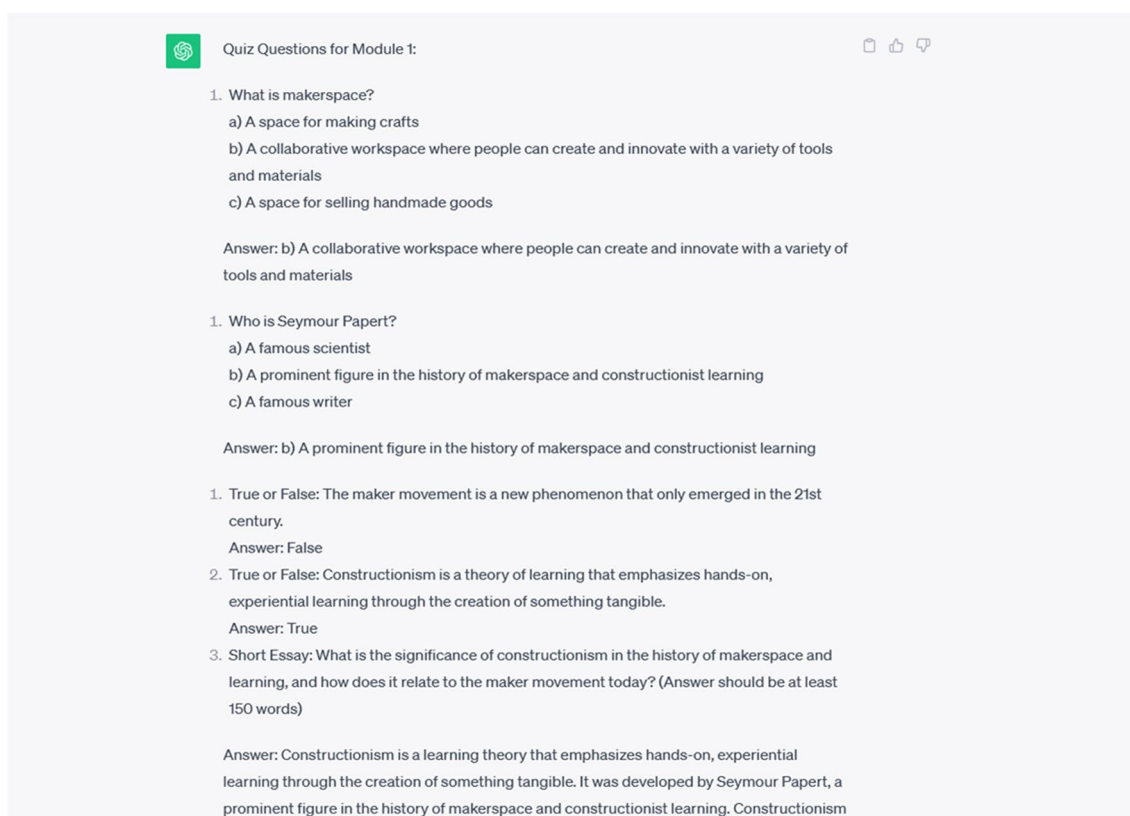 Quiz Questions for Module 1:
1. What is makerspace?
a) A space for making crafts
b) A collaborative workspace where people can create and innovate with a variety of tools
and materials
c) A space for selling handmade goods
Answer: b) A collaborative workspace where people can create and innovate with a variety of
tools and materials
1. Who is Seymour Papert?
a) A famous scientist
b) A prominent figure in the history of makerspace and constructionist learning
c) A famous writer
Answer: b) A prominent figure in the history of makerspace and constructionist learning
1. True or False: The maker movement is a new phenomenon that only emerged in the 21st
century.
Answer: False
2. True or False: Constructionism is a theory of learning that emphasizes hands-on,
experiential learning through the creation of something tangible.
Answer: True
3. Short Essay: What is the significance of constructionism in the history of makerspace and
learning, and how does it relate to the maker movement today? (Answer should be at least
150 words)
Answer: Constructionism is a learning theory that emphasizes hands-on, experiential
learning through the creation of something tangible. It was developed by Seymour Papert, a
prominent figure in the history of makerspace and constructionist learning. Constructionism